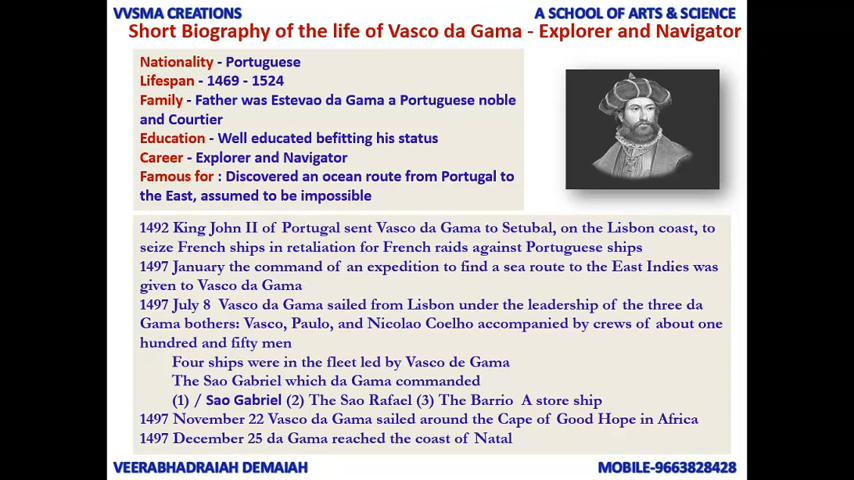 VVSMA CREATIONS
A SCHOOL OF ARTS & SCIENCE
Short Biography of the life of Vasco da Gama - Explorer and Navigator
Nationality - Portuguese
Lifespan - 1469 - 1524
Family - Father was Estevao da Gama a Portuguese noble
and Courtier
Education - Well educated befitting his status
Career - Explorer and Navigator
Famous for : Discovered an ocean route from Portugal to
the East, assumed to be impossible
1492 King John II of Portugal sent Vasco da Gama to Setubal, on the Lisbon coast, to
seize French ships in retaliation for French raids against Portuguese ships
1497 January the command of an expedition to find a sea route to the East Indies was
given to Vasco da Gama
1497 July 8 Vasco da Gama sailed from Lisbon under the leadership of the three da
Gama bothers: Vasco, Paulo, and Nicolao Coelho accompanied by crews of about one
hundred and fifty men
Four ships were in the fleet led by Vasco de Gama
The Sao Gabriel which da Gama commanded
(1) / Sao Gabriel (2) The Sao Rafael (3) The Barrio A store ship
1497 November 22 Vasco da Gama sailed around the Cape of Good Hope in Africa
1497 December 25 da Gama reached the coast of Natal
VEERABHADRAIAH DEMAIAH
MOBILE-9663828428